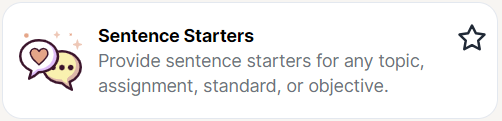 Sentence Starters
Provide sentence starters for any topic,
assignment, standard, or objective.